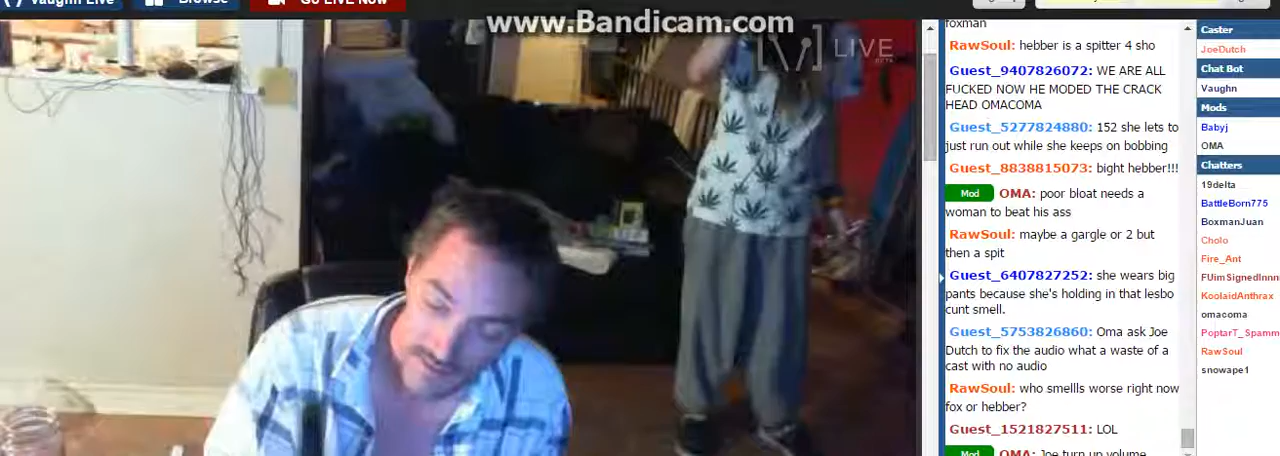 Vaughn Live
Browse
Go LIVE Now
www.Bandicam.com
LIVE
BETA
foxman
RawSoul: hebber is a spitter 4 sho
Guest_9407826072: WE ARE ALL
FUCKED NOW HE MODED THE CRACK
HEAD OMACOMA
Guest_5277824880: 152 she lets to
just run out while she keeps on bobbing
Guest_8838815073: bight hebber!!!
Mod OMA: poor bloat needs a
woman to beat his ass
RawSoul: maybe a gargle or 2 but
then a spit
Guest_6407827252: she wears big
pants because she's holding in that lesbo
cunt smell.
Guest_5753826860: Oma ask Joe
Dutch to fix the audio what a waste of a
cast with no audio
RawSoul: who smellls worse right now
fox or hebber?
Guest_1521827511: LOL
Mod OMA: Joe turn up volume
Caster
JoeDutch
Chat Bot
Vaughn
Mods
Babyj
OMA
Chatters
19delta
BattleBorn775
BoxmanJuan
Cholo
Fire_Ant
FUimSignedInnn
KoolaidAnthrax
omacoma
PoptarT_Spamm
RawSoul
snowape1